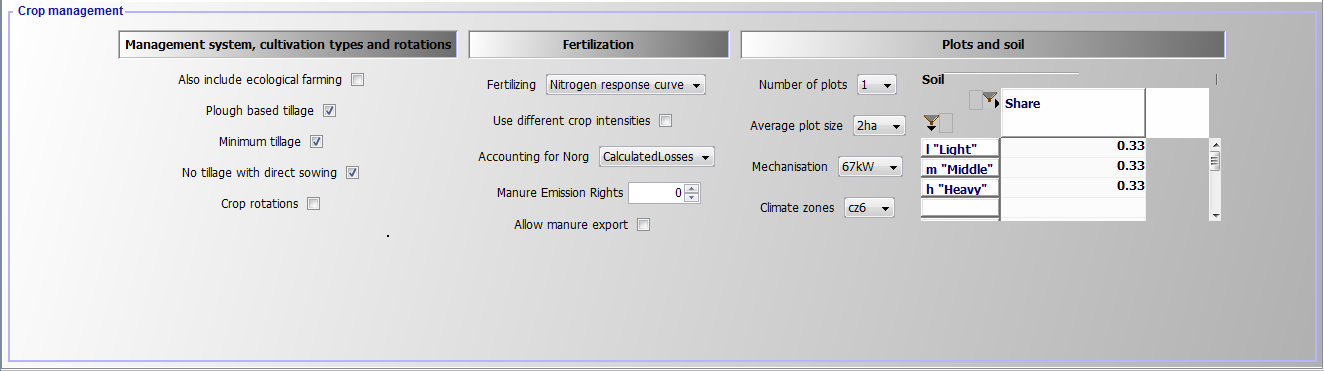 Crop management
Management system, cultivation types and rotations
Also include ecological farming
Plough based tillage
Minimum tillage
No tillage with direct sowing
Crop rotations
Fertilization
Fertilizing Nitrogen response curve
Use different crop intensities
Accounting for Norg CalculatedLosses
Manure Emission Rights 0
Allow manure export
Plots and soil
Number of plots 1
Average plot size 2ha
Mechanisation 67kW
Climate zones cz6
Soil
Share
l "Light" 0.33
m "Middle" 0.33
h "Heavy" 0.33